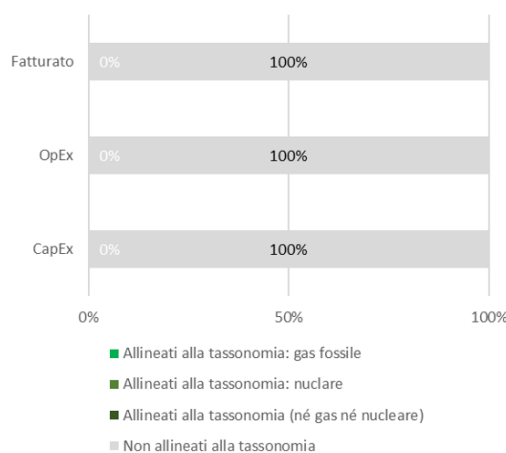 Fatturato 0% 100%
OpEx 0% 100%
CapEx 0% 100%
0% 50% 100%
Allineati alla tassonomia: gas fossile
Allineati alla tassonomia: nuclare
Allineati alla tassonomia (né gas né nucleare)
Non allineati alla tassonomia